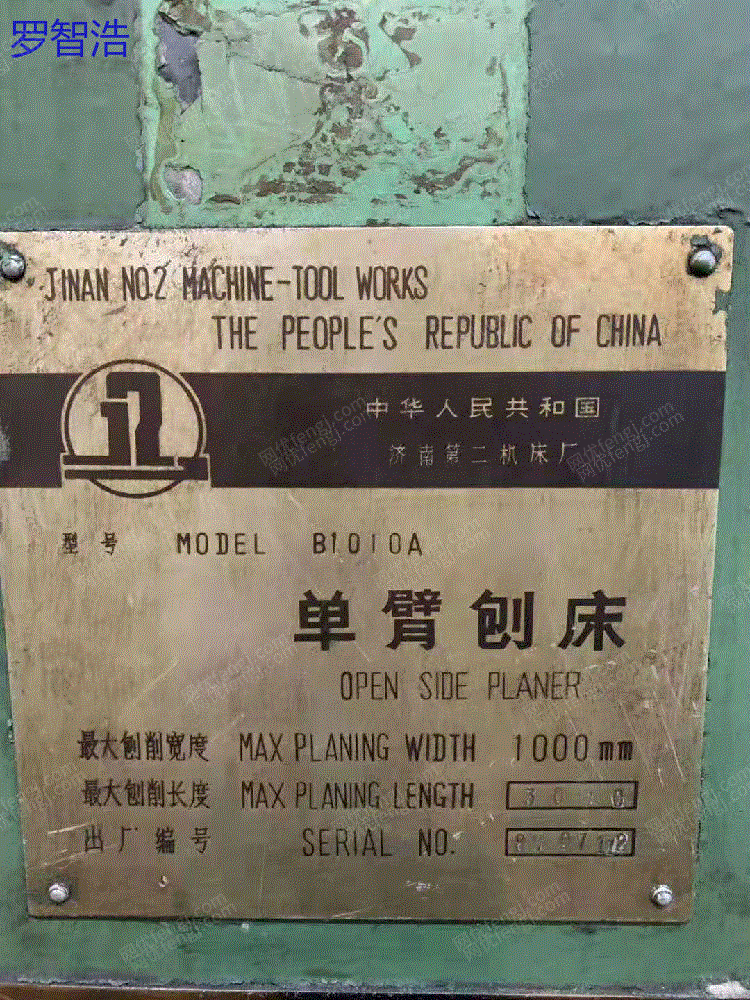 罗智浩
JINAN NO.2 MACHINE-TOOL WORKS
THE PEOPLE'S REPUBLIC OF CHINA
中华人民共和国
济南第二机床厂
型号 MODEL B1010A
单臂刨床
OPEN SIDE PLANER
最大刨削宽度 MAX PLANING WIDTH 1000mm
最大刨削长度 MAX PLANING LENGTH
出厂编号 SERIAL NO.